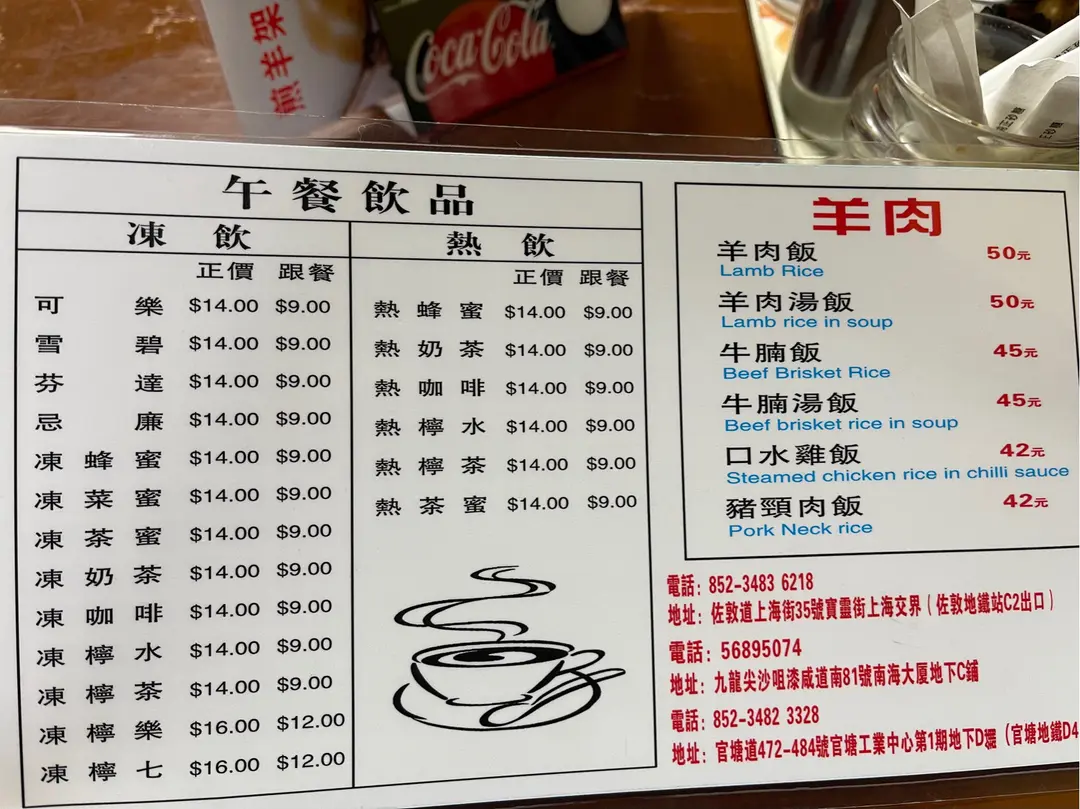 煎羊架
Coca-Cola
午餐飲品
凍飲
正價 跟餐
可樂 $14.00 $9.00
雪碧 $14.00 $9.00
芬達 $14.00 $9.00
忌廉 $14.00 $9.00
凍蜂蜜 $14.00 $9.00
凍菜蜜 $14.00 $9.00
凍茶蜜 $14.00 $9.00
凍奶茶 $14.00 $9.00
凍咖啡 $14.00 $9.00
凍檸水 $14.00 $9.00
凍檸茶 $14.00 $9.00
凍檸樂 $16.00 $12.00
凍檸七 $16.00 $12.00
熱飲
正價 跟餐
熱蜂蜜 $14.00 $9.00
熱奶茶 $14.00 $9.00
熱咖啡 $14.00 $9.00
熱檸水 $14.00 $9.00
熱檸茶 $14.00 $9.00
熱茶蜜 $14.00 $9.00
羊肉
羊肉飯 50元
Lamb Rice
羊肉湯飯 50元
Lamb rice in soup
牛腩飯 45元
Beef Brisket Rice
牛腩湯飯 45元
Beef brisket rice in soup
口水雞飯 42元
Steamed chicken rice in chilli sauce
豬頸肉飯 42元
Pork Neck rice
電話: 852-3483 6218
地址: 佐敦道上海街35號寶靈街上海交界（佐敦地鐵站C2出口）
電話: 56895074
地址: 九龍尖沙咀漆咸道南81號南海大厦地下C鋪
電話: 852-3482 3328
地址: 官塘道472-484號官塘工業中心第1期地下D （官塘地鐵D4